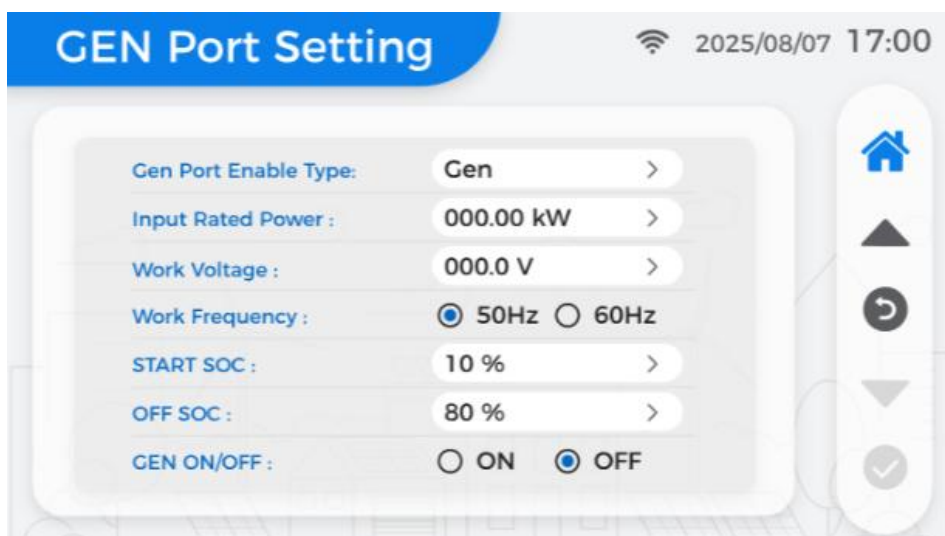 GEN Port Setting 2025/08/07 17:00
Gen Port Enable Type: Gen
Input Rated Power : 000.00 kW
Work Voltage : 000.0 V
Work Frequency : 50Hz 60Hz
START SOC : 10 %
OFF SOC : 80 %
GEN ON/OFF : ON OFF